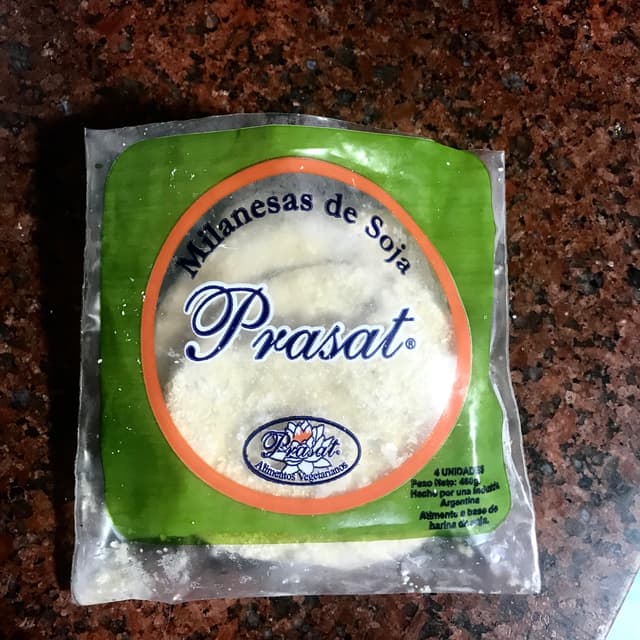 Milanesas de Soja
Prasat®
Prasat
Alimentos Vegetarianos
4 UNIDADES
Peso Neto: 460g
Hecho por una Industria
Argentina
Alimento a base de
harina de soja.